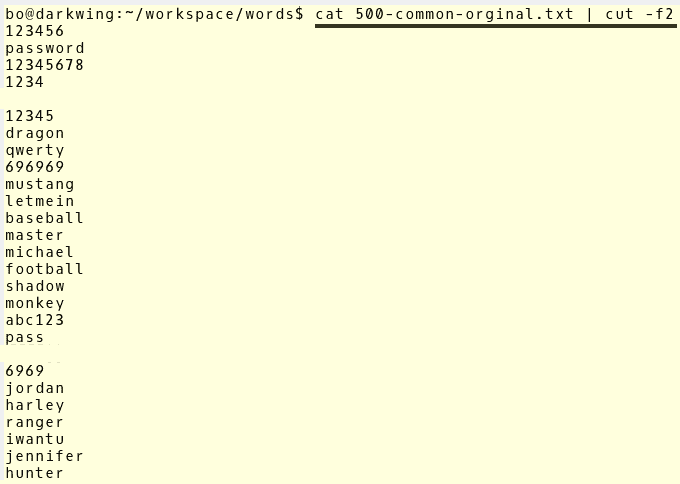 bo@darkwing:~/workspace/words$ cat 500-common-orginal.txt | cut -f2
123456
password
12345678
1234
12345
dragon
qwerty
696969
mustang
letmein
baseball
master
michael
football
shadow
monkey
abc123
pass
6969
jordan
harley
ranger
iwantu
jennifer
hunter